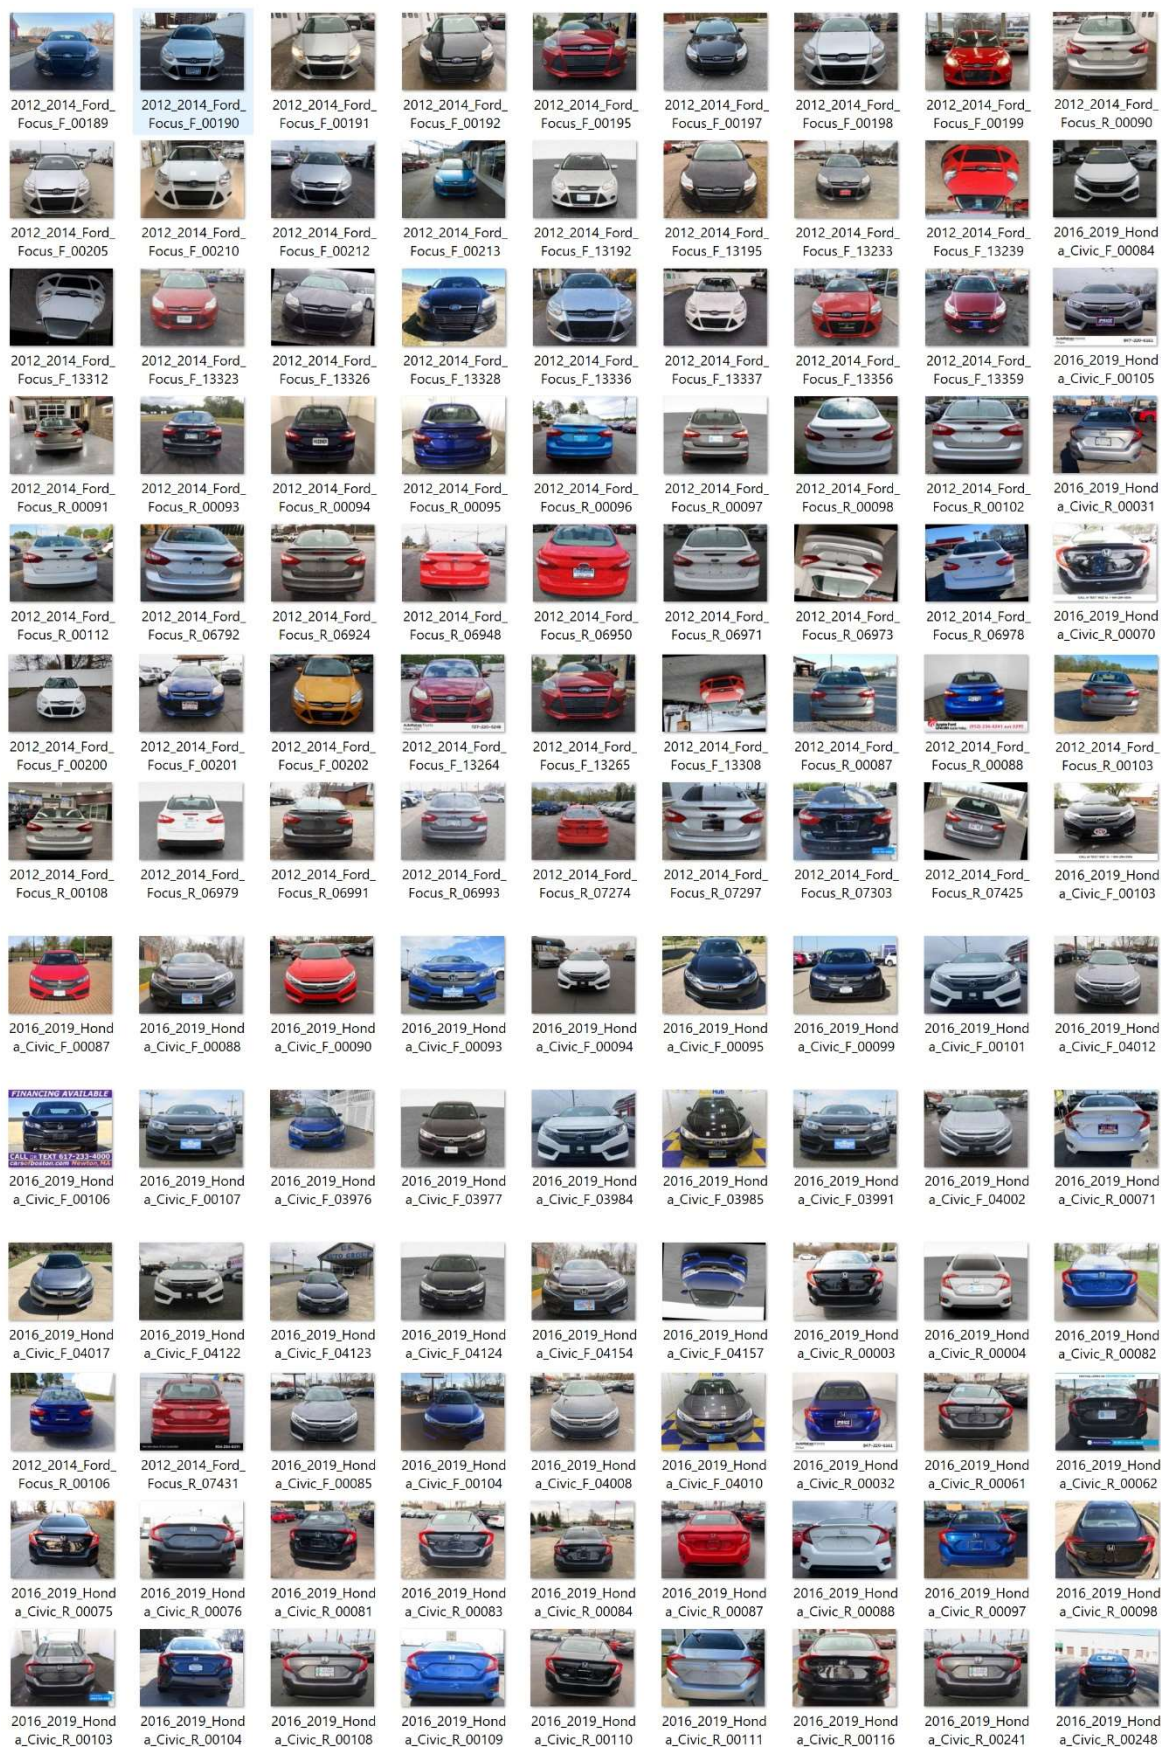 2012_2014_Ford_ 2012_2014_Ford_ 2012_2014_Ford_ 2012_2014_Ford_ 2012_2014_Ford_ 2012_2014_Ford_ 2012_2014_Ford_ 2012_2014_Ford_ 2012_2014_Ford_
Focus_F_00189 Focus_F_00190 Focus_F_00191 Focus_F_00192 Focus_F_00195 Focus_F_00197 Focus_F_00198 Focus_F_00199 Focus_R_00090
2012_2014_Ford_ 2012_2014_Ford_ 2012_2014_Ford_ 2012_2014_Ford_ 2012_2014_Ford_ 2012_2014_Ford_ 2012_2014_Ford_ 2012_2014_Ford_ 2016_2019_Hond
Focus_F_00205 Focus_F_00210 Focus_F_00212 Focus_F_00213 Focus_F_13192 Focus_F_13195 Focus_F_13233 Focus_F_13239 a_Civic_F_00084
2012_2014_Ford_ 2012_2014_Ford_ 2012_2014_Ford_ 2012_2014_Ford_ 2012_2014_Ford_ 2012_2014_Ford_ 2012_2014_Ford_ 2012_2014_Ford_ 2016_2019_Hond
Focus_F_13312 Focus_F_13323 Focus_F_13326 Focus_F_13328 Focus_F_13336 Focus_F_13337 Focus_F_13356 Focus_F_13359 a_Civic_F_00105
2012_2014_Ford_ 2012_2014_Ford_ 2012_2014_Ford_ 2012_2014_Ford_ 2012_2014_Ford_ 2012_2014_Ford_ 2012_2014_Ford_ 2012_2014_Ford_ 2016_2019_Hond
Focus_R_00091 Focus_R_00093 Focus_R_00094 Focus_R_00095 Focus_R_00096 Focus_R_00097 Focus_R_00098 Focus_R_00102 a_Civic_R_00031
2012_2014_Ford_ 2012_2014_Ford_ 2012_2014_Ford_ 2012_2014_Ford_ 2012_2014_Ford_ 2012_2014_Ford_ 2012_2014_Ford_ 2012_2014_Ford_ 2016_2019_Hond
Focus_R_00112 Focus_R_06792 Focus_R_06924 Focus_R_06948 Focus_R_06950 Focus_R_06971 Focus_R_06973 Focus_R_06978 a_Civic_R_00070
2012_2014_Ford_ 2012_2014_Ford_ 2012_2014_Ford_ 2012_2014_Ford_ 2012_2014_Ford_ 2012_2014_Ford_ 2012_2014_Ford_ 2012_2014_Ford_ 2012_2014_Ford_
Focus_F_00200 Focus_F_00201 Focus_F_00202 Focus_F_13264 Focus_F_13265 Focus_F_13308 Focus_R_00087 Focus_R_00088 Focus_R_00103
2012_2014_Ford_ 2012_2014_Ford_ 2012_2014_Ford_ 2012_2014_Ford_ 2012_2014_Ford_ 2012_2014_Ford_ 2012_2014_Ford_ 2012_2014_Ford_ 2016_2019_Hond
Focus_R_00108 Focus_R_06979 Focus_R_06991 Focus_R_06993 Focus_R_07274 Focus_R_07297 Focus_R_07303 Focus_R_07425 a_Civic_F_00103
2016_2019_Hond 2016_2019_Hond 2016_2019_Hond 2016_2019_Hond 2016_2019_Hond 2016_2019_Hond 2016_2019_Hond 2016_2019_Hond 2016_2019_Hond
a_Civic_F_00087 a_Civic_F_00088 a_Civic_F_00090 a_Civic_F_00093 a_Civic_F_00094 a_Civic_F_00095 a_Civic_F_00099 a_Civic_F_00101 a_Civic_F_04012
FINANCING AVAILABLE
CALL OR TEXT 617-233-4000
carsofboston.com Newton, MA
2016_2019_Hond 2016_2019_Hond 2016_2019_Hond 2016_2019_Hond 2016_2019_Hond 2016_2019_Hond 2016_2019_Hond 2016_2019_Hond 2016_2019_Hond
a_Civic_F_00106 a_Civic_F_00107 a_Civic_F_03976 a_Civic_F_03977 a_Civic_F_03984 a_Civic_F_03985 a_Civic_F_03991 a_Civic_F_04002 a_Civic_R_00071
2016_2019_Hond 2016_2019_Hond 2016_2019_Hond 2016_2019_Hond 2016_2019_Hond 2016_2019_Hond 2016_2019_Hond 2016_2019_Hond 2016_2019_Hond
a_Civic_F_04017 a_Civic_F_04122 a_Civic_F_04123 a_Civic_F_04124 a_Civic_F_04154 a_Civic_F_04157 a_Civic_R_00003 a_Civic_R_00004 a_Civic_R_00082
2012_2014_Ford_ 2012_2014_Ford_ 2016_2019_Hond 2016_2019_Hond 2016_2019_Hond 2016_2019_Hond 2016_2019_Hond 2016_2019_Hond 2016_2019_Hond
Focus_R_00106 Focus_R_07431 a_Civic_F_00085 a_Civic_F_00104 a_Civic_F_04008 a_Civic_F_04010 a_Civic_R_00032 a_Civic_R_00061 a_Civic_R_00062
2016_2019_Hond 2016_2019_Hond 2016_2019_Hond 2016_2019_Hond 2016_2019_Hond 2016_2019_Hond 2016_2019_Hond 2016_2019_Hond 2016_2019_Hond
a_Civic_R_00075 a_Civic_R_00076 a_Civic_R_00081 a_Civic_R_00083 a_Civic_R_00084 a_Civic_R_00087 a_Civic_R_00088 a_Civic_R_00097 a_Civic_R_00098
2016_2019_Hond 2016_2019_Hond 2016_2019_Hond 2016_2019_Hond 2016_2019_Hond 2016_2019_Hond 2016_2019_Hond 2016_2019_Hond 2016_2019_Hond
a_Civic_R_00103 a_Civic_R_00104 a_Civic_R_00108 a_Civic_R_00109 a_Civic_R_00110 a_Civic_R_00111 a_Civic_R_00116 a_Civic_R_00241 a_Civic_R_00248